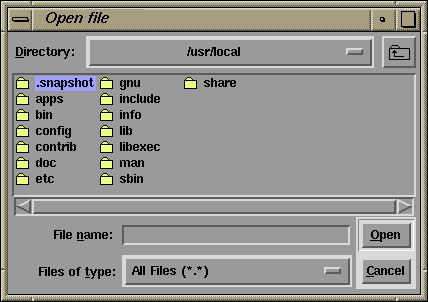 Open file
Directory: /usr/local
.snapshot gnu share
apps include
bin info
config lib
contrib libexec
doc man
etc sbin
File name: Open
Files of type: All Files (*.*) Cancel